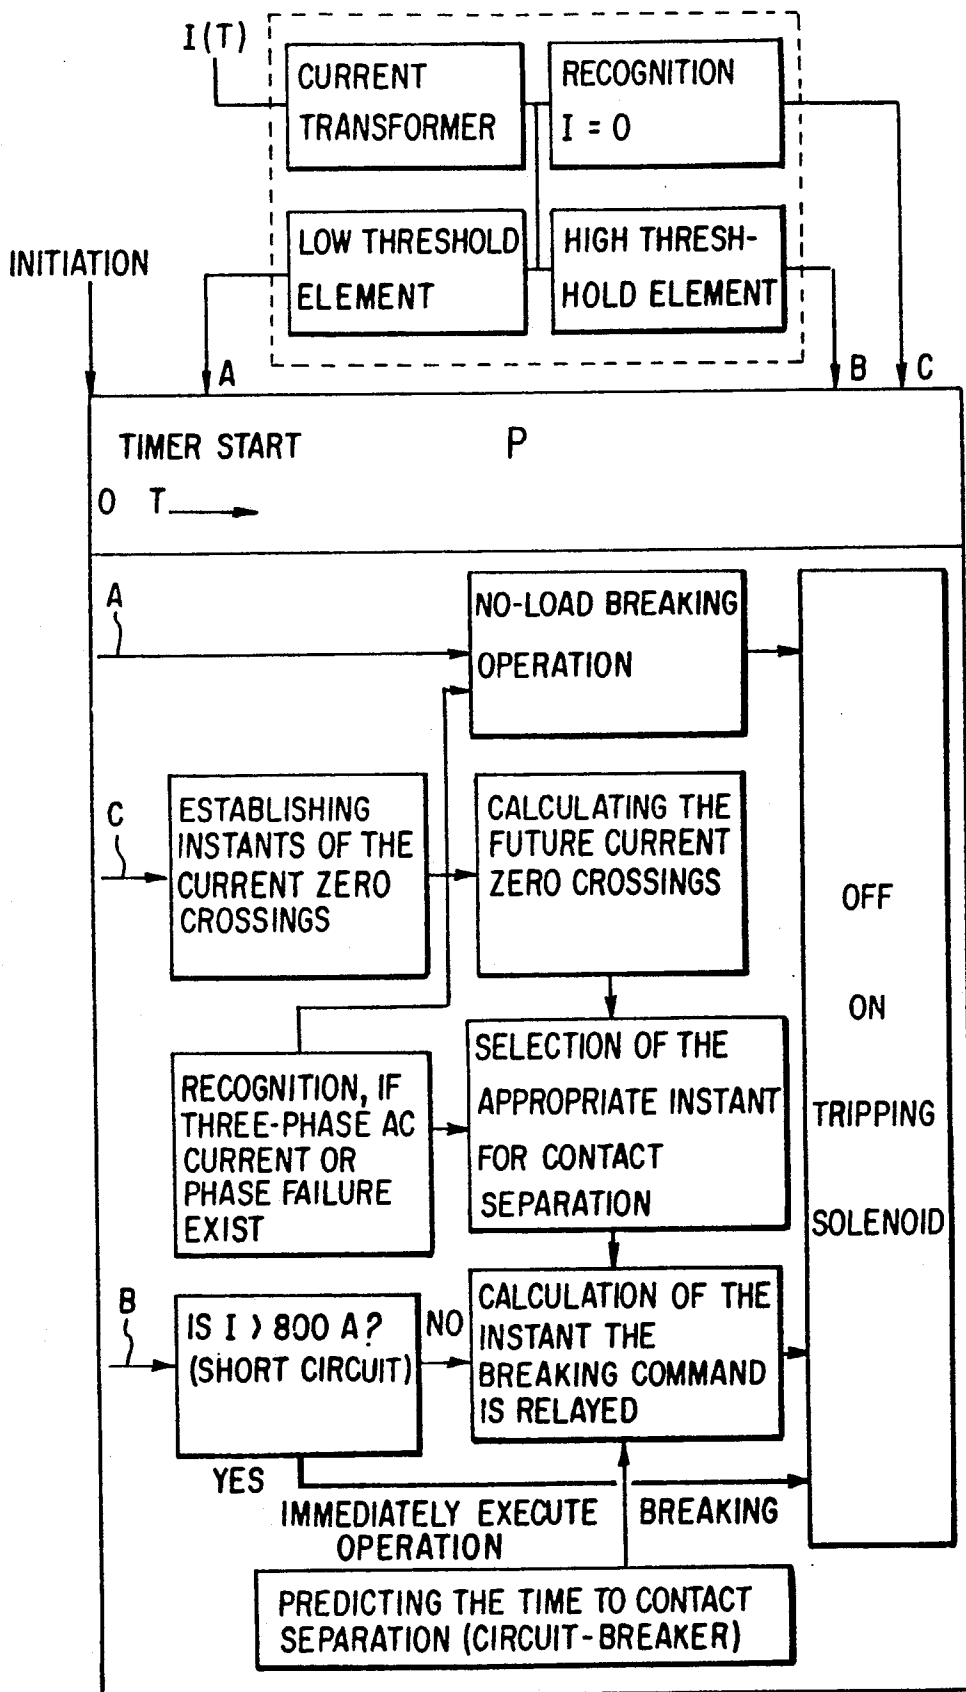 I(T)
CURRENT
TRANSFORMER
RECOGNITION
I = 0
LOW THRESHOLD
ELEMENT
HIGH THRESH-
HOLD ELEMENT
INITIATION
A
B
C
TIMER START
P
0 T
A
NO-LOAD BREAKING
OPERATION
C
ESTABLISHING
INSTANTS OF THE
CURRENT ZERO
CROSSINGS
CALCULATING THE
FUTURE CURRENT
ZERO CROSSINGS
OFF
ON
TRIPPING
SOLENOID
RECOGNITION, IF
THREE-PHASE AC
CURRENT OR
PHASE FAILURE
EXIST
SELECTION OF THE
APPROPRIATE INSTANT
FOR CONTACT
SEPARATION
B
IS I > 800 A?
(SHORT CIRCUIT)
NO
CALCULATION OF THE
INSTANT THE
BREAKING COMMAND
IS RELAYED
YES
IMMEDIATELY EXECUTE BREAKING
OPERATION
PREDICTING THE TIME TO CONTACT
SEPARATION (CIRCUIT-BREAKER)